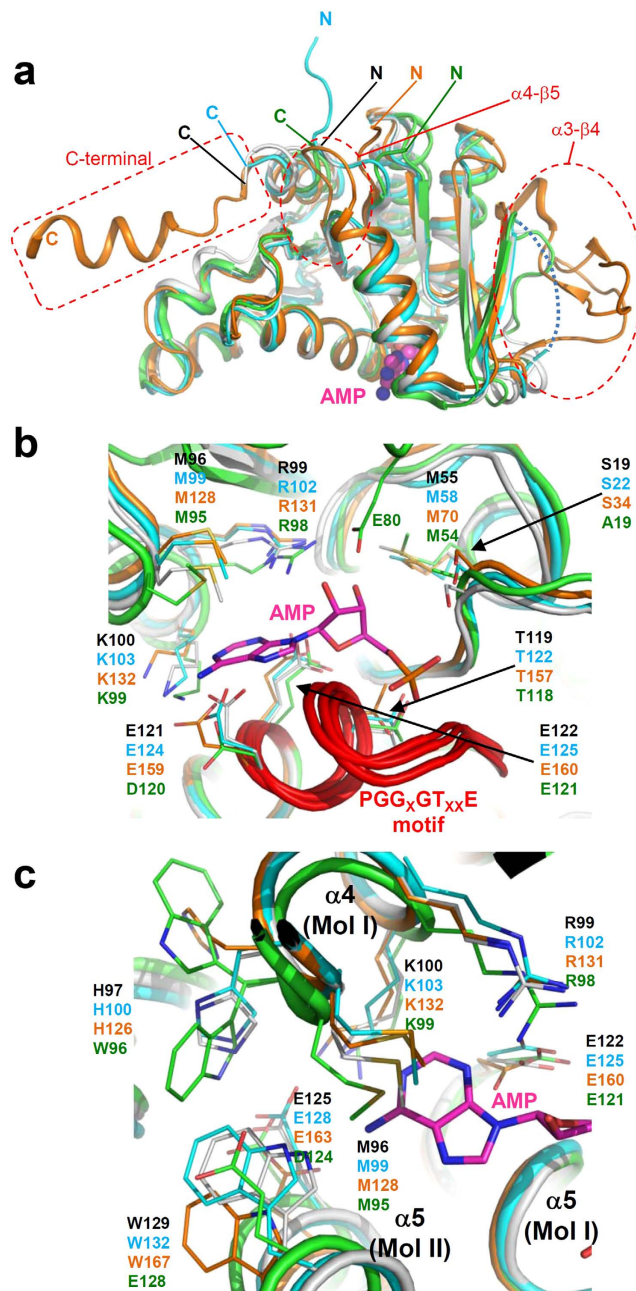 a
N
N
N
N
C
C
C
α4-β5
α3-β4
C-terminal
C
AMP
b
M96
M99
M128
M95
R99
R102
R131
R98
E80
M55
M58
M70
M54
S19
S22
S34
A19
AMP
K100
K103
K132
K99
T119
T122
T157
T118
E121
E124
E159
D120
E122
E125
E160
E121
PGGXGTXXE
motif
c
α4
(Mol I)
H97
H100
H126
W96
K100
K103
K132
K99
R99
R102
R131
R98
E122
E125
E160
E121
AMP
E125
E128
E163
D124
M96
M99
M128
M95
W129
W132
W167
E128
α5
(Mol II)
α5
(Mol I)